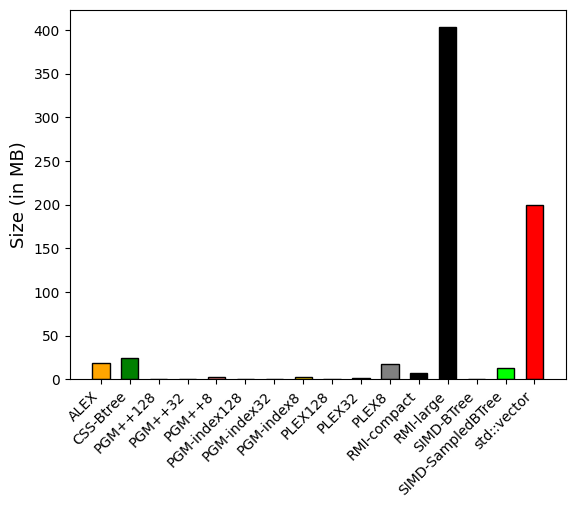 Size (in MB)
400
350
300
250
200
150
100
50
0
ALEX
CSS-Btree
PGM++128
PGM++32
PGM++8
PGM-index128
PGM-index32
PGM-index8
PLEX128
PLEX32
PLEX8
RMI-compact
RMI-large
SIMD-BTree
SIMD-SampledBTree
std::vector